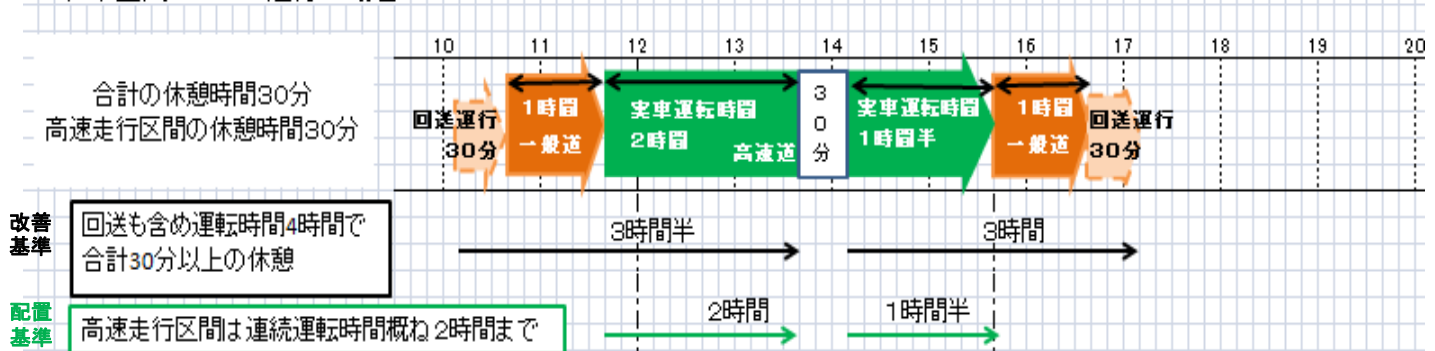 10 11 12 13 14 15 16 17 18 19 20
合計の休憩時間30分
高速走行区間の休憩時間30分
回送運行
30分
1時間
一般道
実車運転時間
2時間
高速道
30分
実車運転時間
1時間半
1時間
一般道
回送運行
30分
改善
基準
回送も含め運転時間4時間で
合計30分以上の休憩
3時間半
3時間
配置
基準
高速走行区間は連続運転時間概ね2時間まで
2時間
1時間半